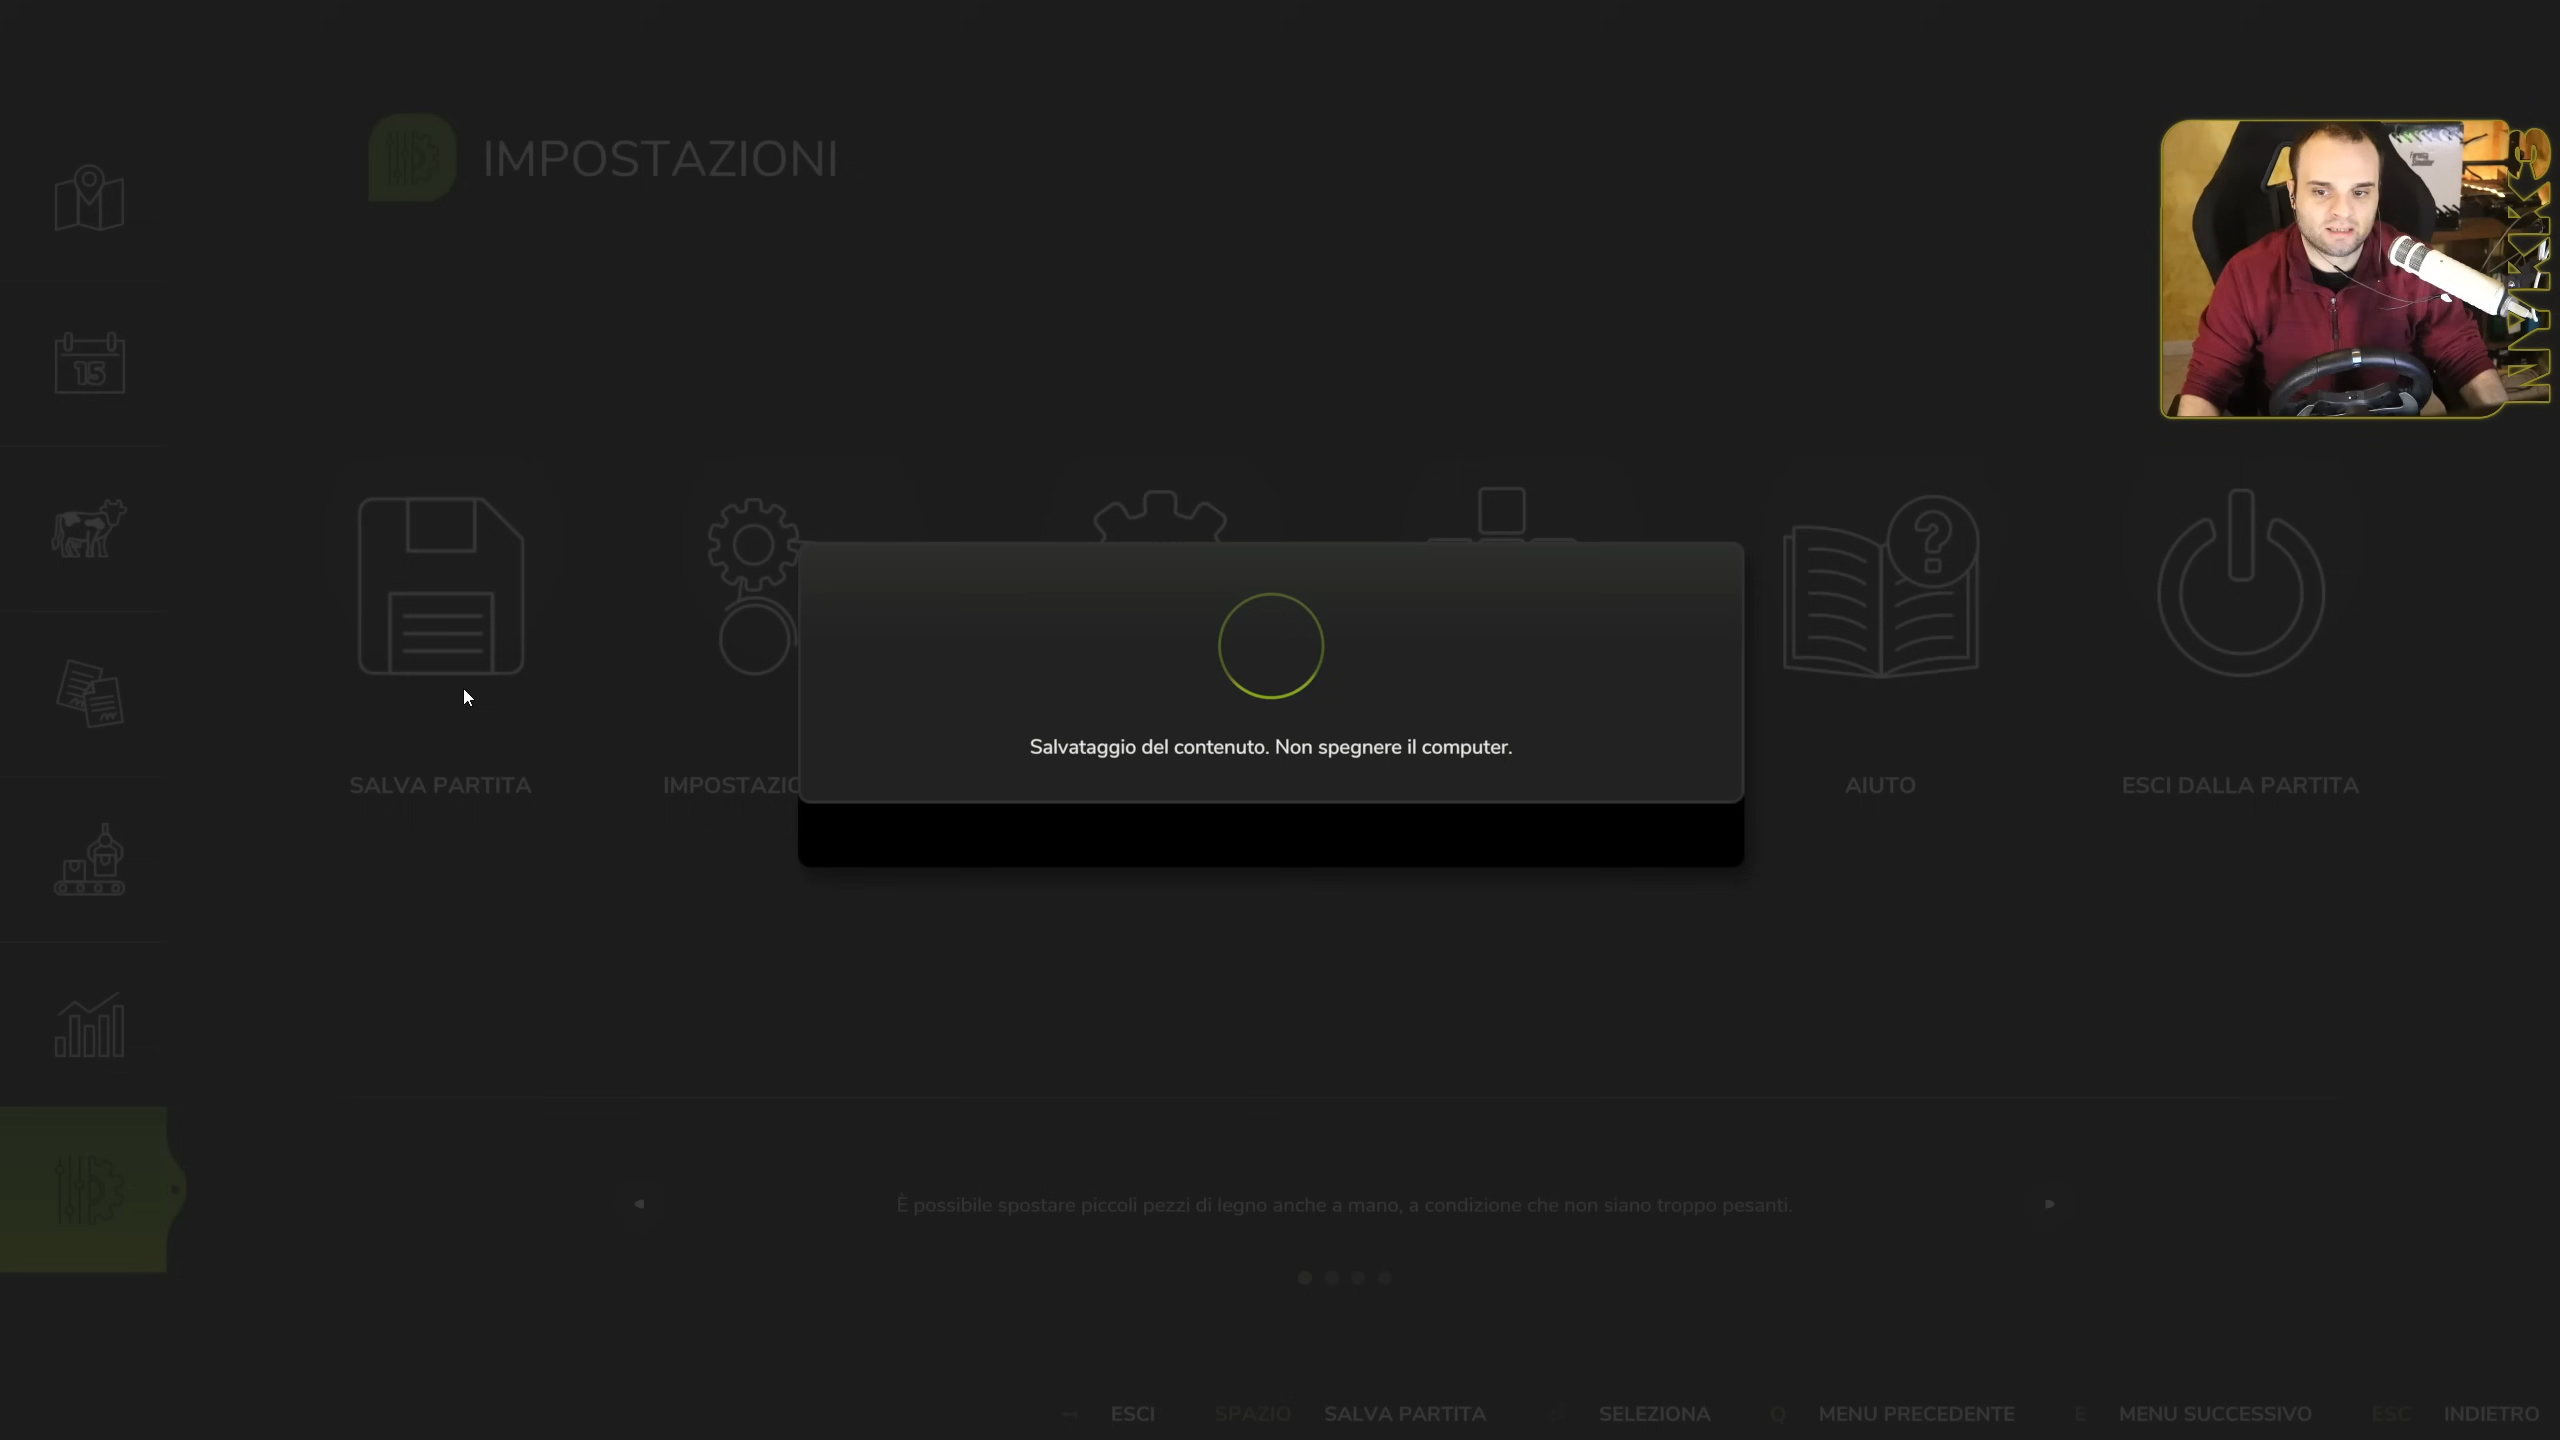 IMPOSTAZIONI
15
SALVA PARTITA
AIUTO
ESCI DALLA PARTITA
Salvataggio del contenuto. Non spegnere il computer.
È possibile spostare piccoli pezzi di legno anche a mano, a condizione che non siano troppo pesanti.
ESCI SPAZIO SALVA PARTITA SELEZIONA Q MENU PRECEDENTE E MENU SUCCESSIVO ESC INDIETRO